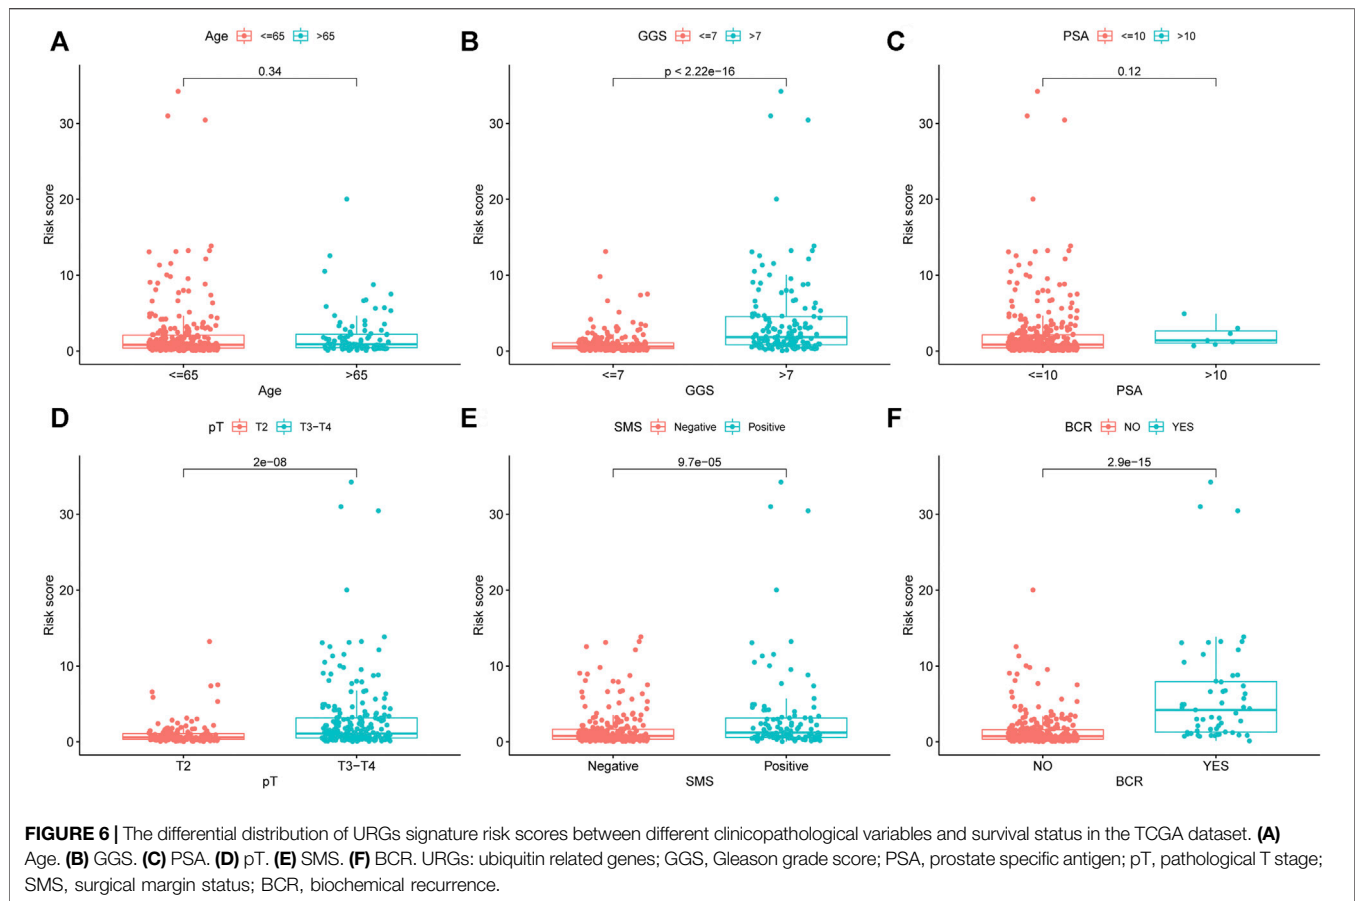 A
Age <=65 >65
0.34
30
20
10
0
Risk score
<=65 >65
Age
B
GGS <=7 >7
p < 2.22e−16
30
20
10
0
Risk score
<=7 >7
GGS
C
PSA <=10 >10
0.12
30
20
10
0
Risk score
<=10 >10
PSA
D
pT T2 T3−T4
2e−08
30
20
10
0
Risk score
T2 T3−T4
pT
E
SMS Negative Positive
9.7e−05
30
20
10
0
Risk score
Negative Positive
SMS
F
BCR NO YES
2.9e−15
30
20
10
0
Risk score
NO YES
BCR
FIGURE 6 | The differential distribution of URGs signature risk scores between different clinicopathological variables and survival status in the TCGA dataset. (A)
Age. (B) GGS. (C) PSA. (D) pT. (E) SMS. (F) BCR. URGs: ubiquitin related genes; GGS, Gleason grade score; PSA, prostate specific antigen; pT, pathological T stage;
SMS, surgical margin status; BCR, biochemical recurrence.